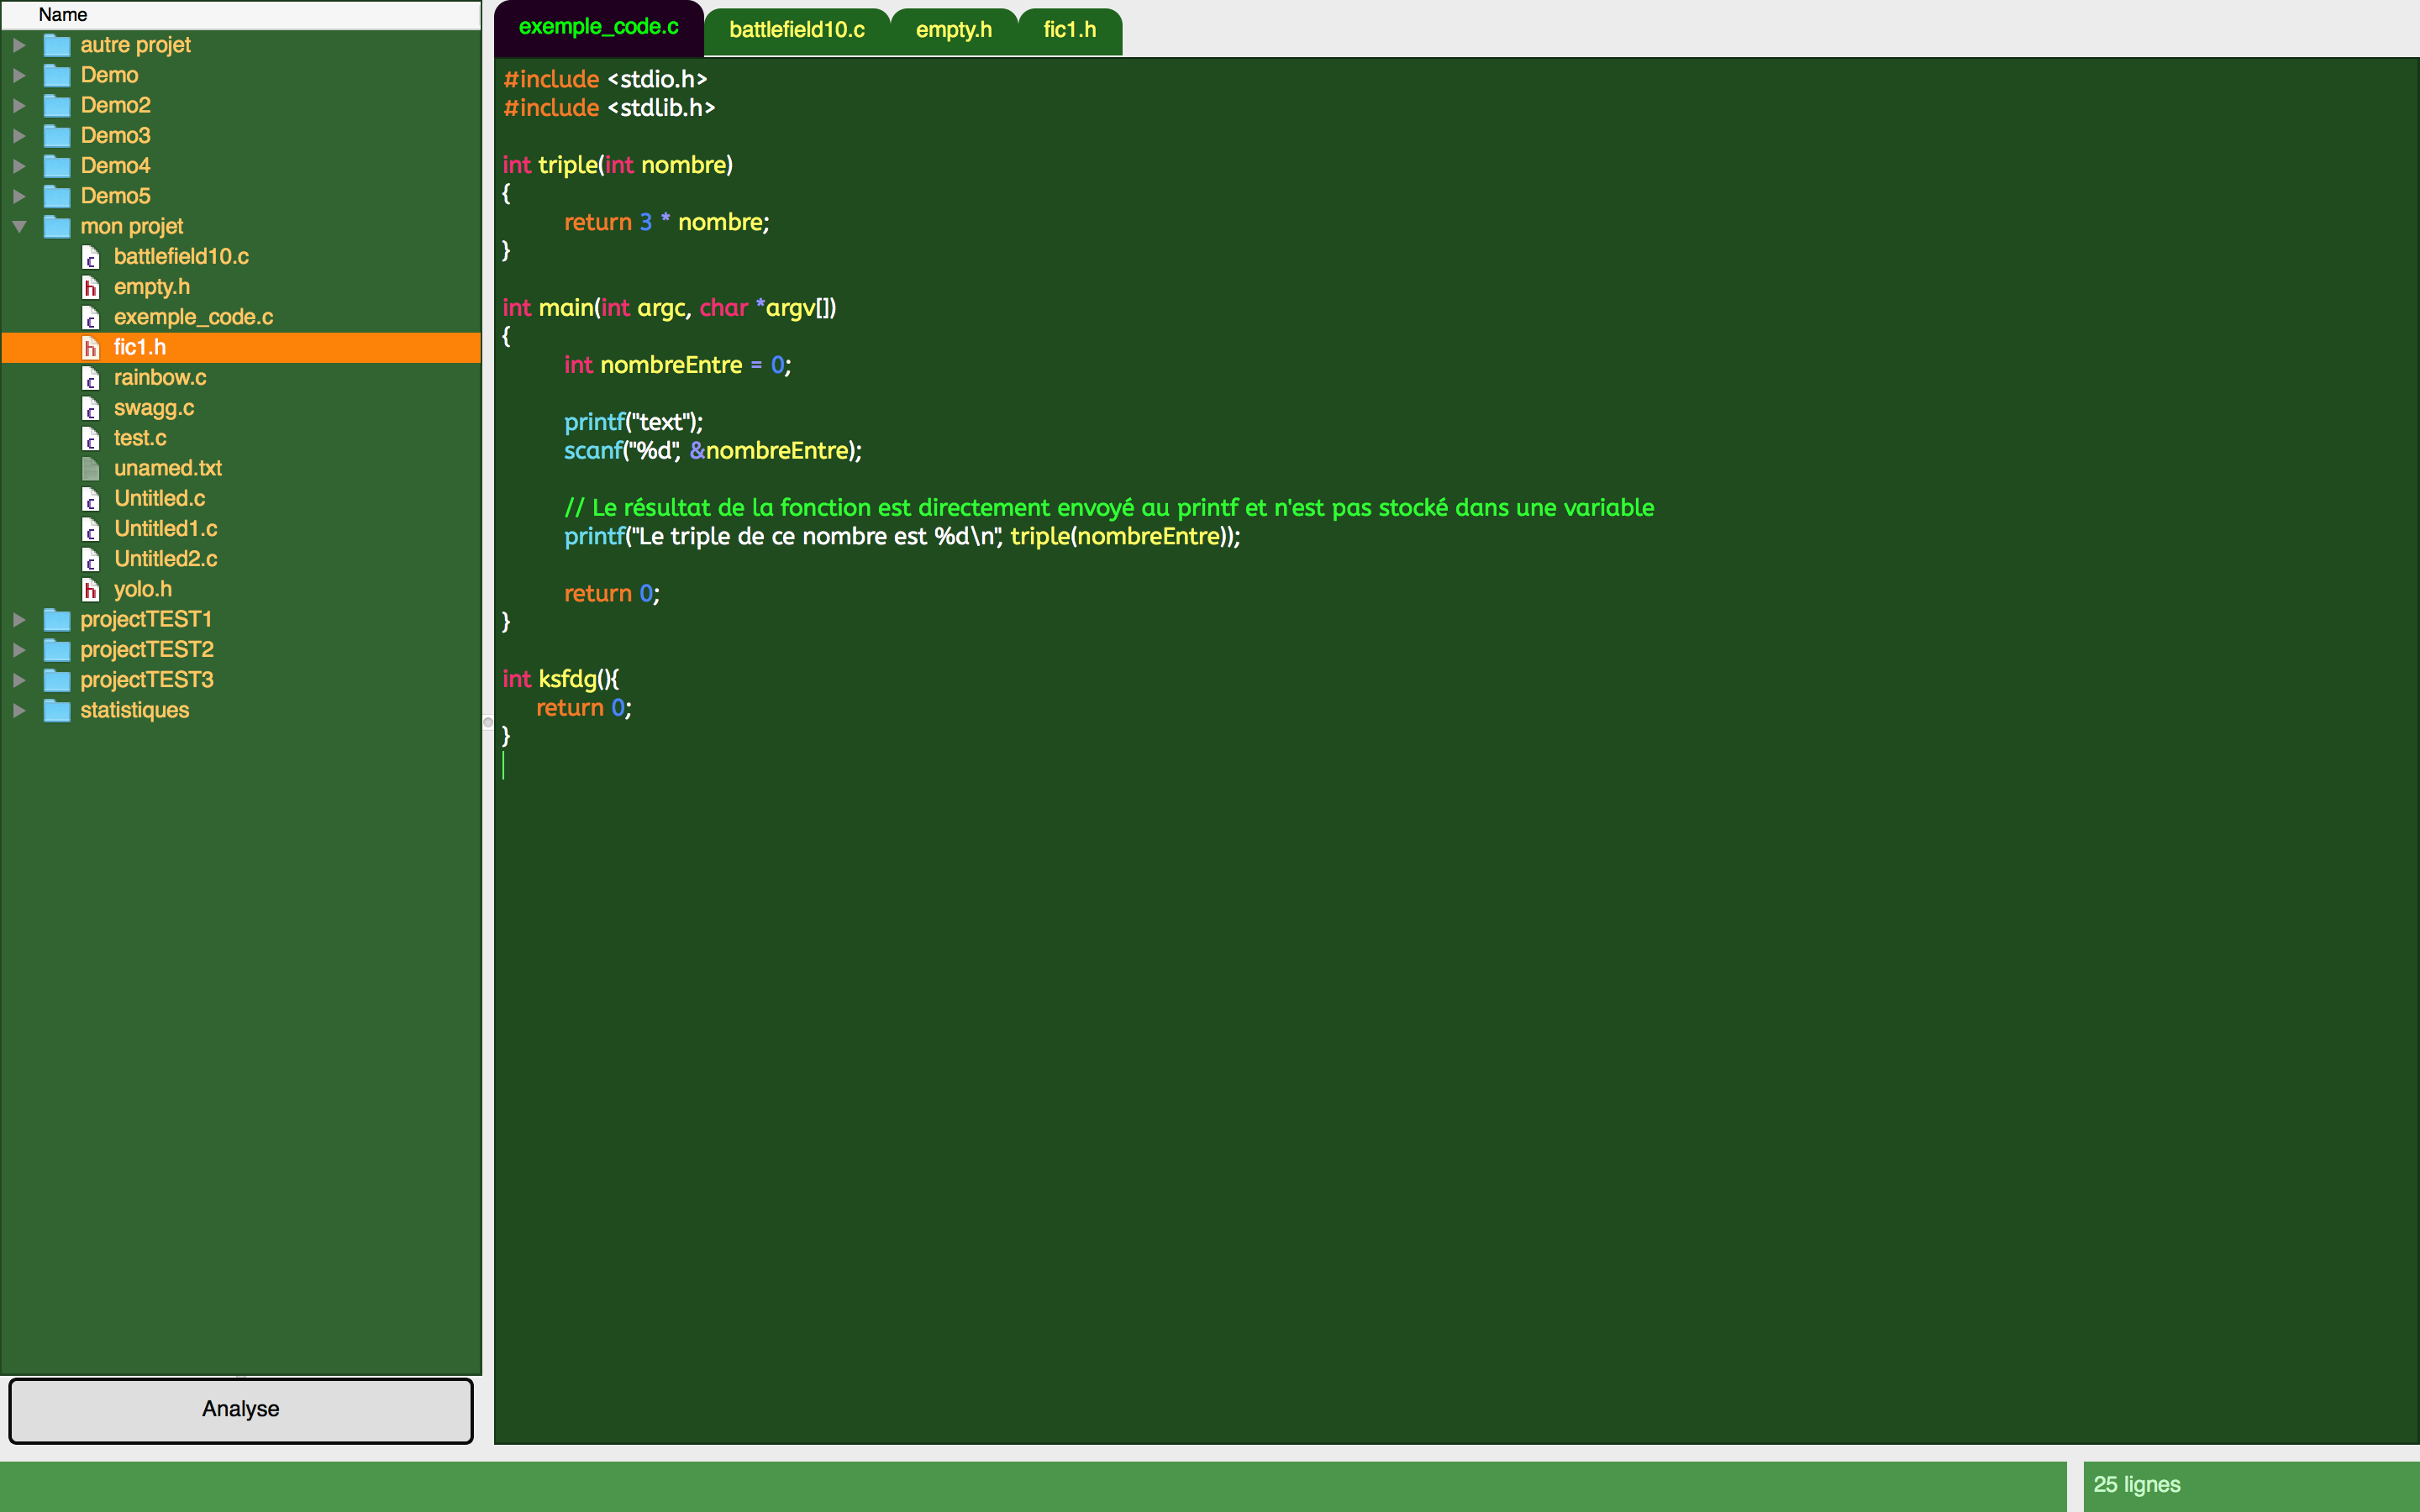 Name
autre projet
Demo
Demo2
Demo3
Demo4
Demo5
mon projet
battlefield10.c
empty.h
exemple_code.c
fic1.h
rainbow.c
swagg.c
test.c
unamed.txt
Untitled.c
Untitled1.c
Untitled2.c
yolo.h
projectTEST1
projectTEST2
projectTEST3
statistiques
Analyse
exemple_code.c battlefield10.c empty.h fic1.h
#include <stdio.h>
#include <stdlib.h>
int triple(int nombre)
{
return 3 * nombre;
}
int main(int argc, char *argv[])
{
int nombreEntre = 0;
printf("text");
scanf("%d", &nombreEntre);
// Le résultat de la fonction est directement envoyé au printf et n'est pas stocké dans une variable
printf("Le triple de ce nombre est %d\n", triple(nombreEntre));
return 0;
}
int ksfdg(){
return 0;
}
25 lignes